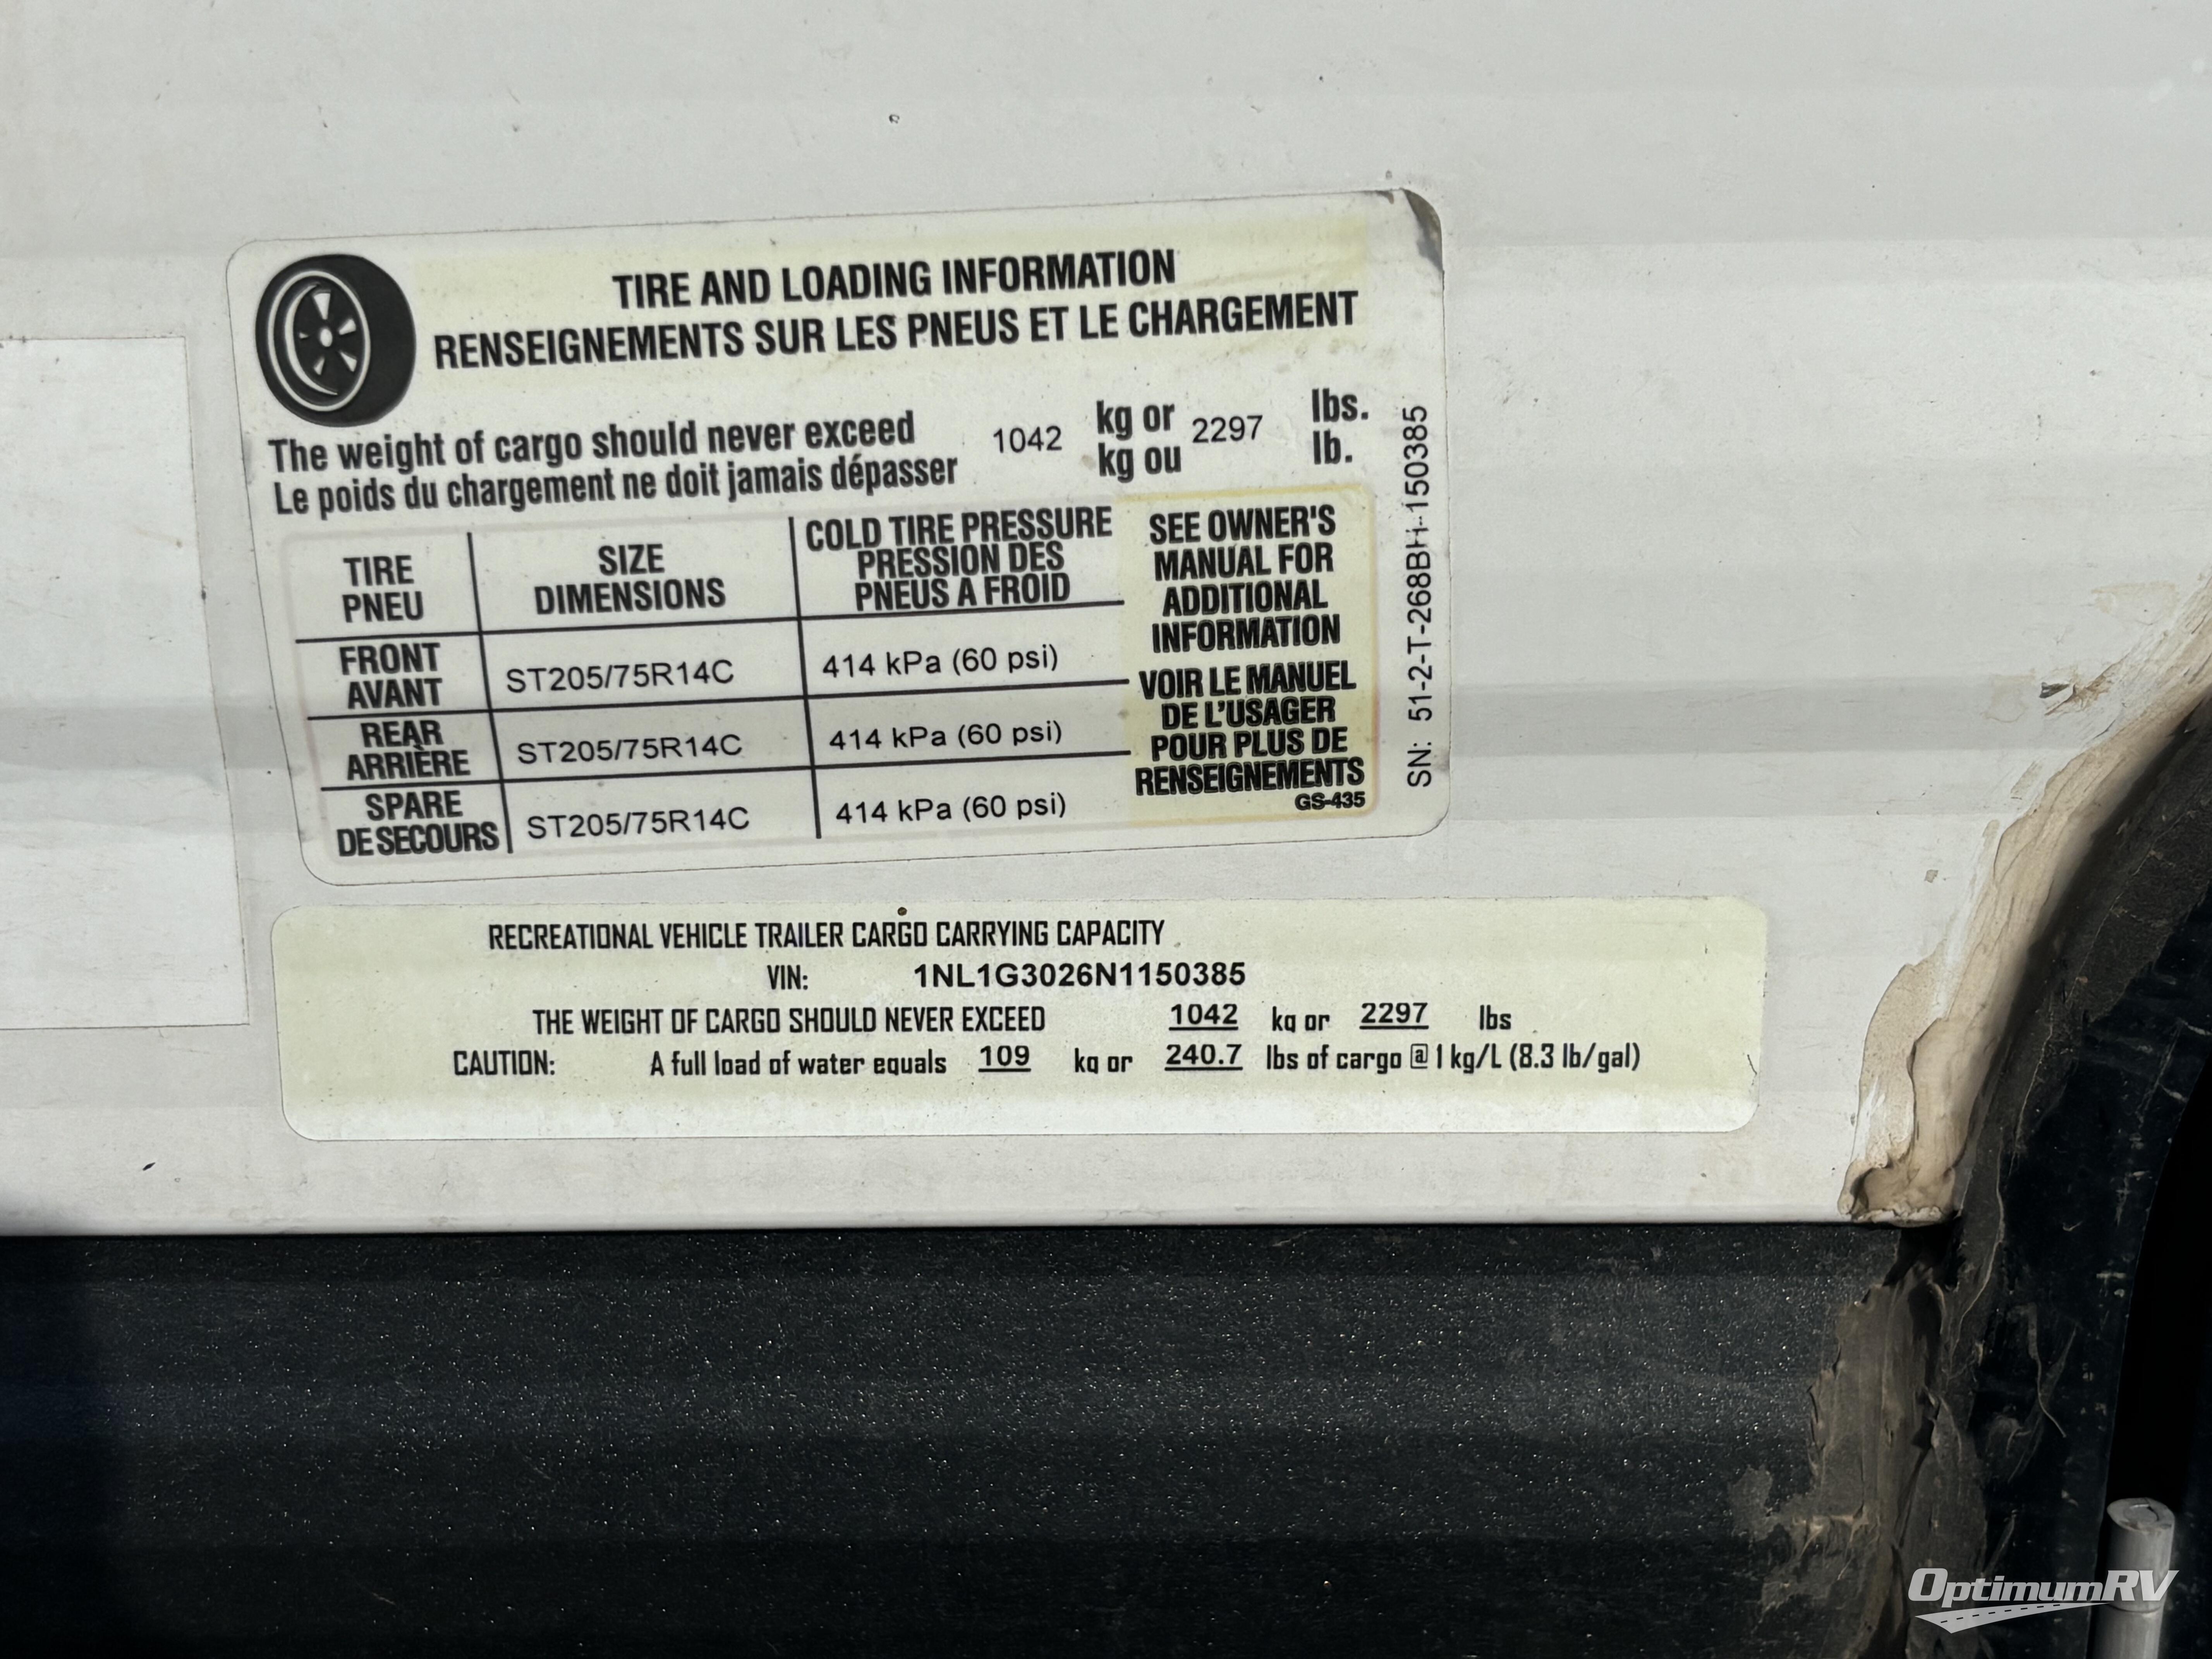 TIRE AND LOADING INFORMATION
RENSEIGNEMENTS SUR LES PNEUS ET LE CHARGEMENT
The weight of cargo should never exceed 1042 kg or 2297 lbs.
Le poids du chargement ne doit jamais dépasser kg ou lb.
TIRE
PNEU
SIZE
DIMENSIONS
COLD TIRE PRESSURE
PRESSION DES
PNEUS A FROID
FRONT
AVANT
ST205/75R14C
414 kPa (60 psi)
REAR
ARRIÈRE
ST205/75R14C
414 kPa (60 psi)
SPARE
DE SECOURS
ST205/75R14C
414 kPa (60 psi)
SEE OWNER'S
MANUAL FOR
ADDITIONAL
INFORMATION
VOIR LE MANUEL
DE L'USAGER
POUR PLUS DE
RENSEIGNEMENTS
GS-435
SN: 51-2-T-268BH-150385
RECREATIONAL VEHICLE TRAILER CARGO CARRYING CAPACITY
VIN: 1NL1G3026N1150385
THE WEIGHT OF CARGO SHOULD NEVER EXCEED 1042 kg or 2297 lbs
CAUTION: A full load of water equals 109 kg or 240.7 lbs of cargo @ 1 kg/L (8.3 lb/gal)
OptimumRV